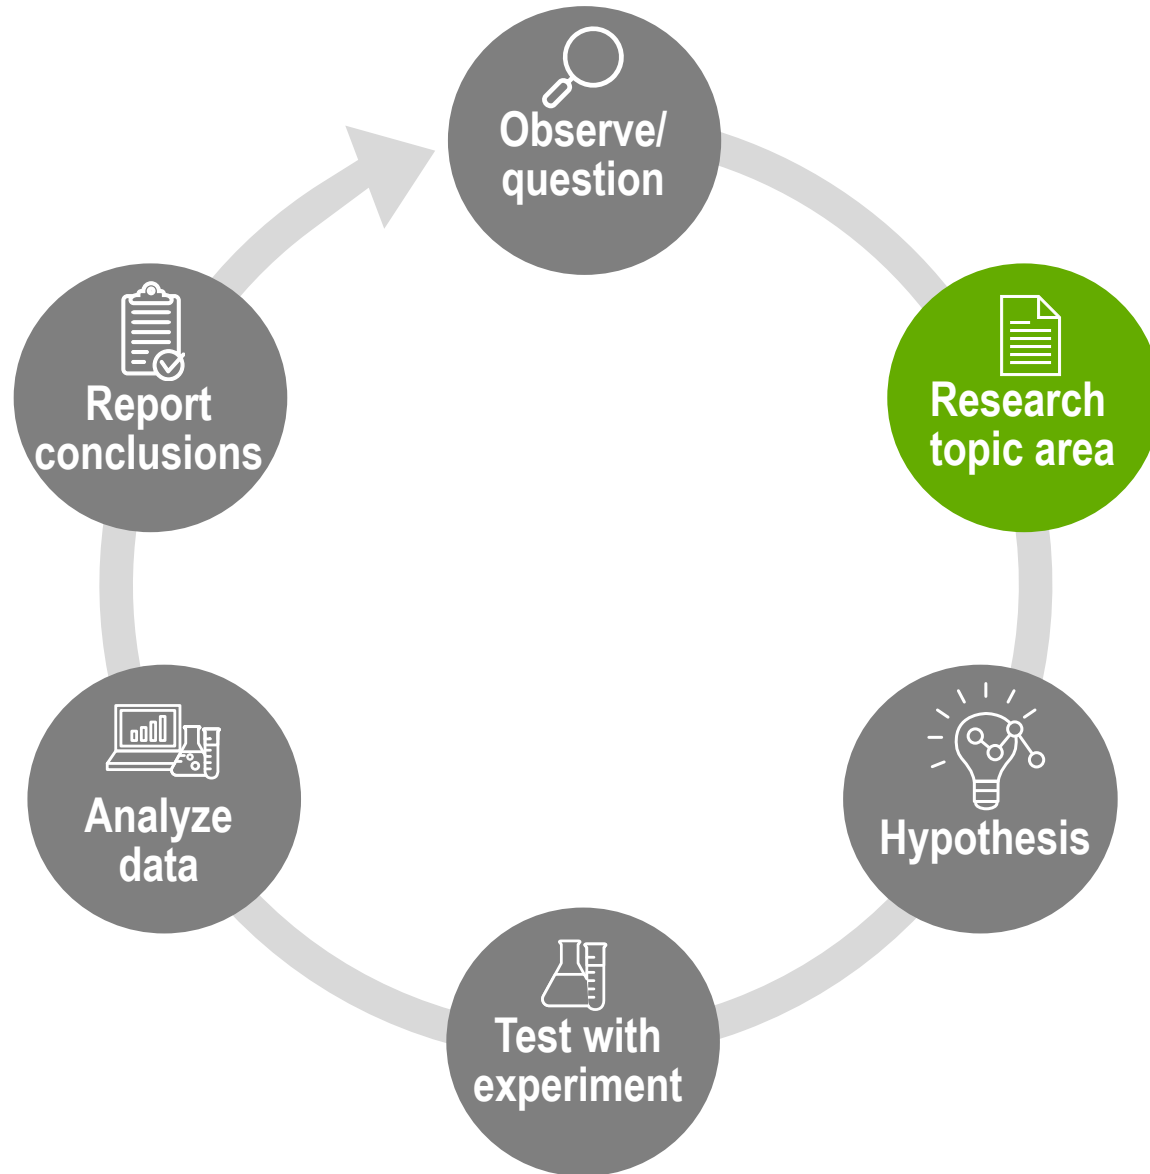 Observe/
question
Research
topic area
Hypothesis
Test with
experiment
Analyze
data
Report
conclusions